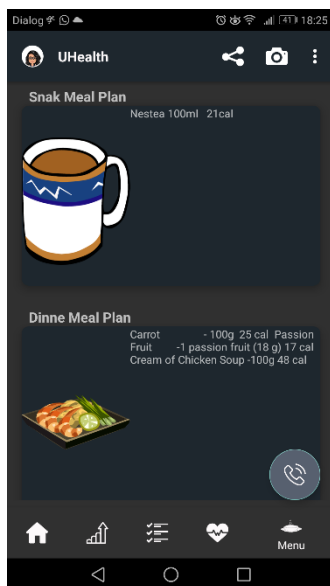 Dialog 18:25
41
UHealth
Snak Meal Plan
Nestea 100ml 21cal
Dinne Meal Plan
Carrot - 100g 25 cal Passion
Fruit -1 passion fruit (18 g) 17 cal
Cream of Chicken Soup -100g 48 cal
Menu